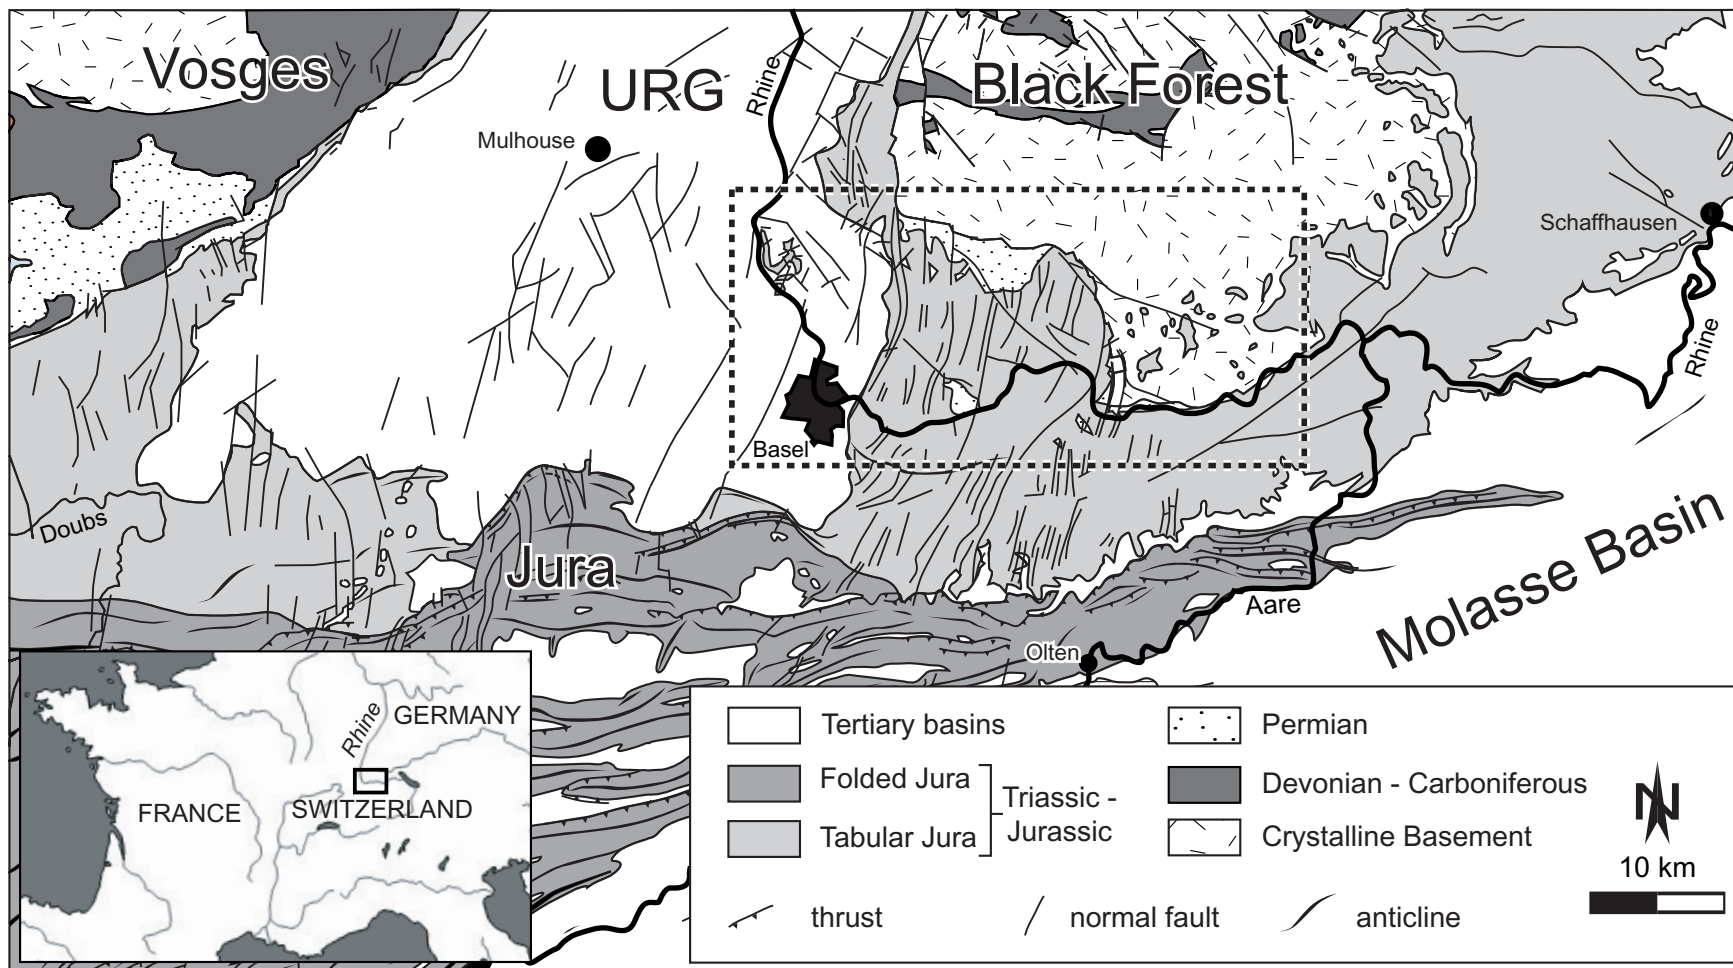 Vosges
URG
Rhine
Black Forest
Mulhouse
Schaffhausen
Rhine
Basel
Doubs
Jura
Molasse Basin
Aare
Olten
Rhine
GERMANY
FRANCE
SWITZERLAND
Tertiary basins
Folded Jura
Tabular Jura
Triassic -
Jurassic
Permian
Devonian - Carboniferous
Crystalline Basement
N
10 km
thrust
normal fault
anticline